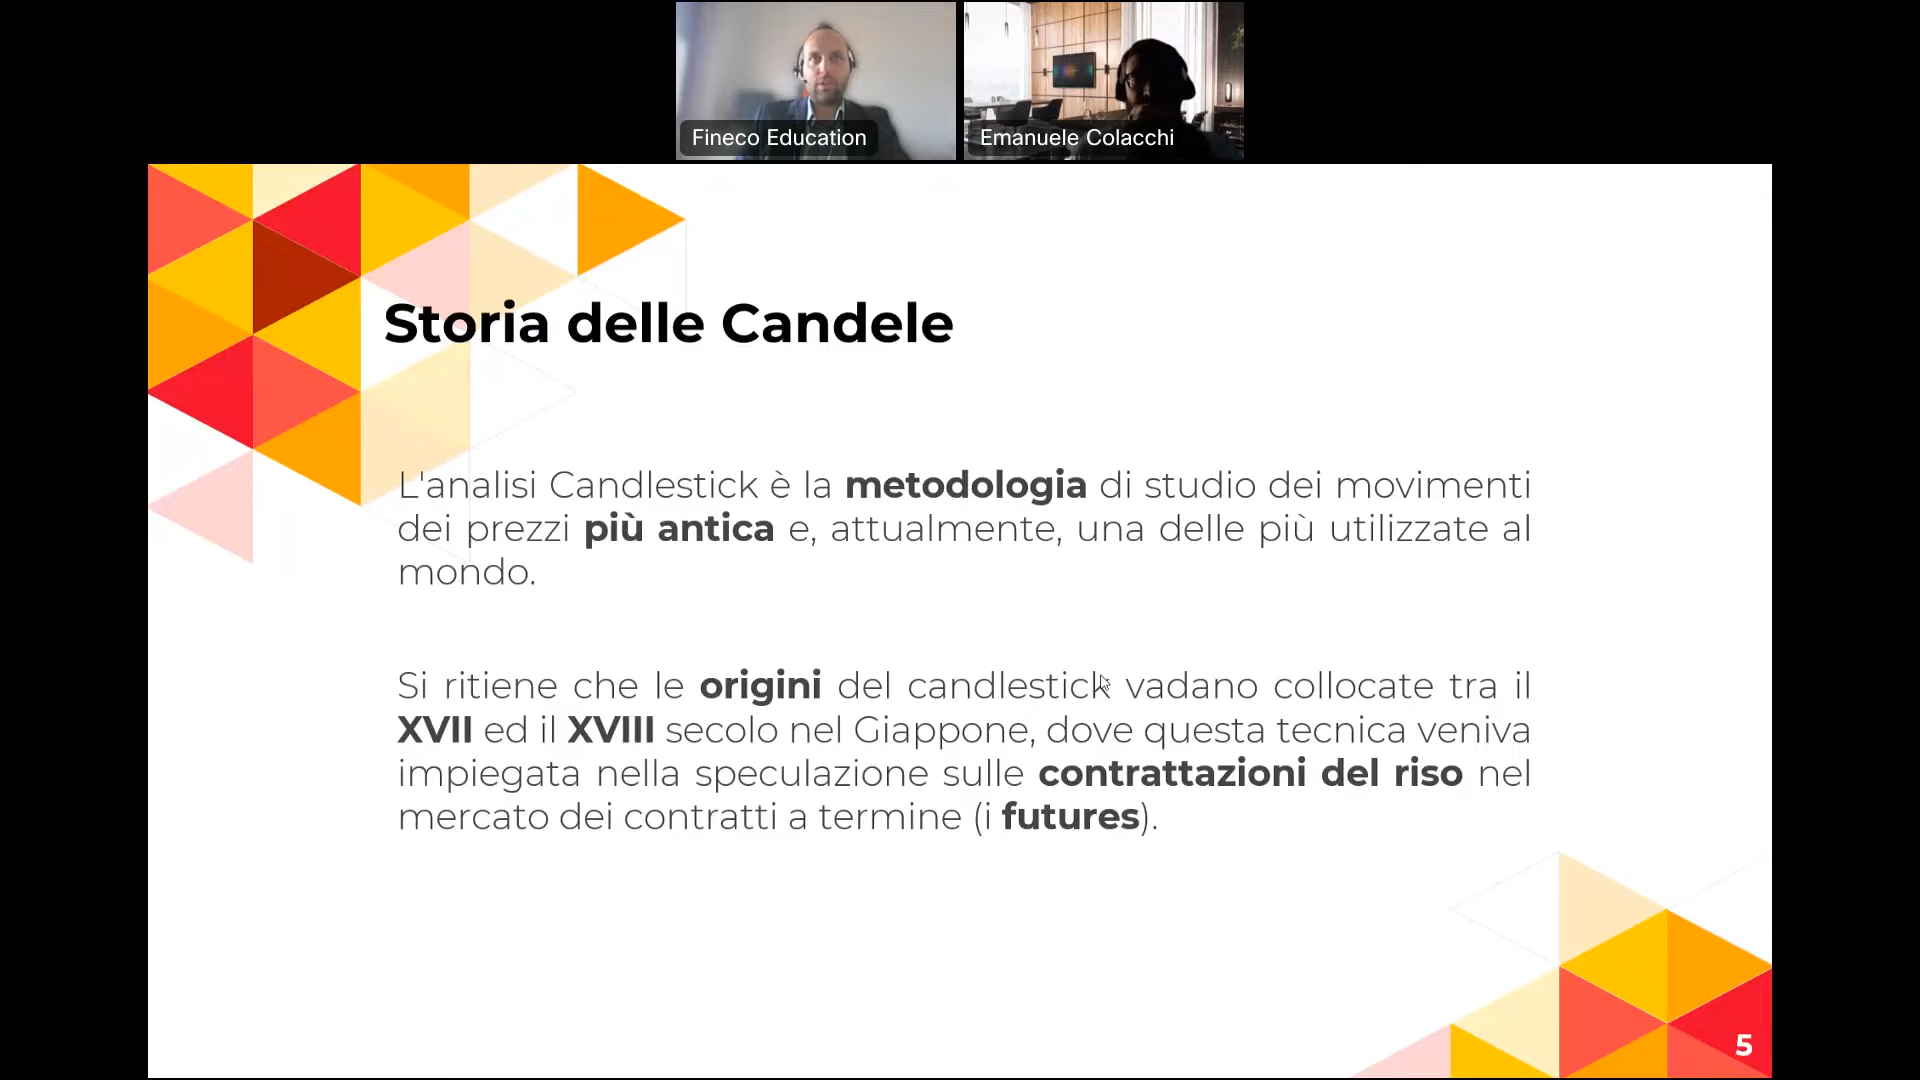 Fineco Education
Emanuele Colacchi
Storia delle Candele
L'analisi Candlestick è la metodologia di studio dei movimenti
dei prezzi più antica e, attualmente, una delle più utilizzate al
mondo.
Si ritiene che le origini del candlestick vadano collocate tra il
XVII ed il XVIII secolo nel Giappone, dove questa tecnica veniva
impiegata nella speculazione sulle contrattazioni del riso nel
mercato dei contratti a termine (i futures).
5